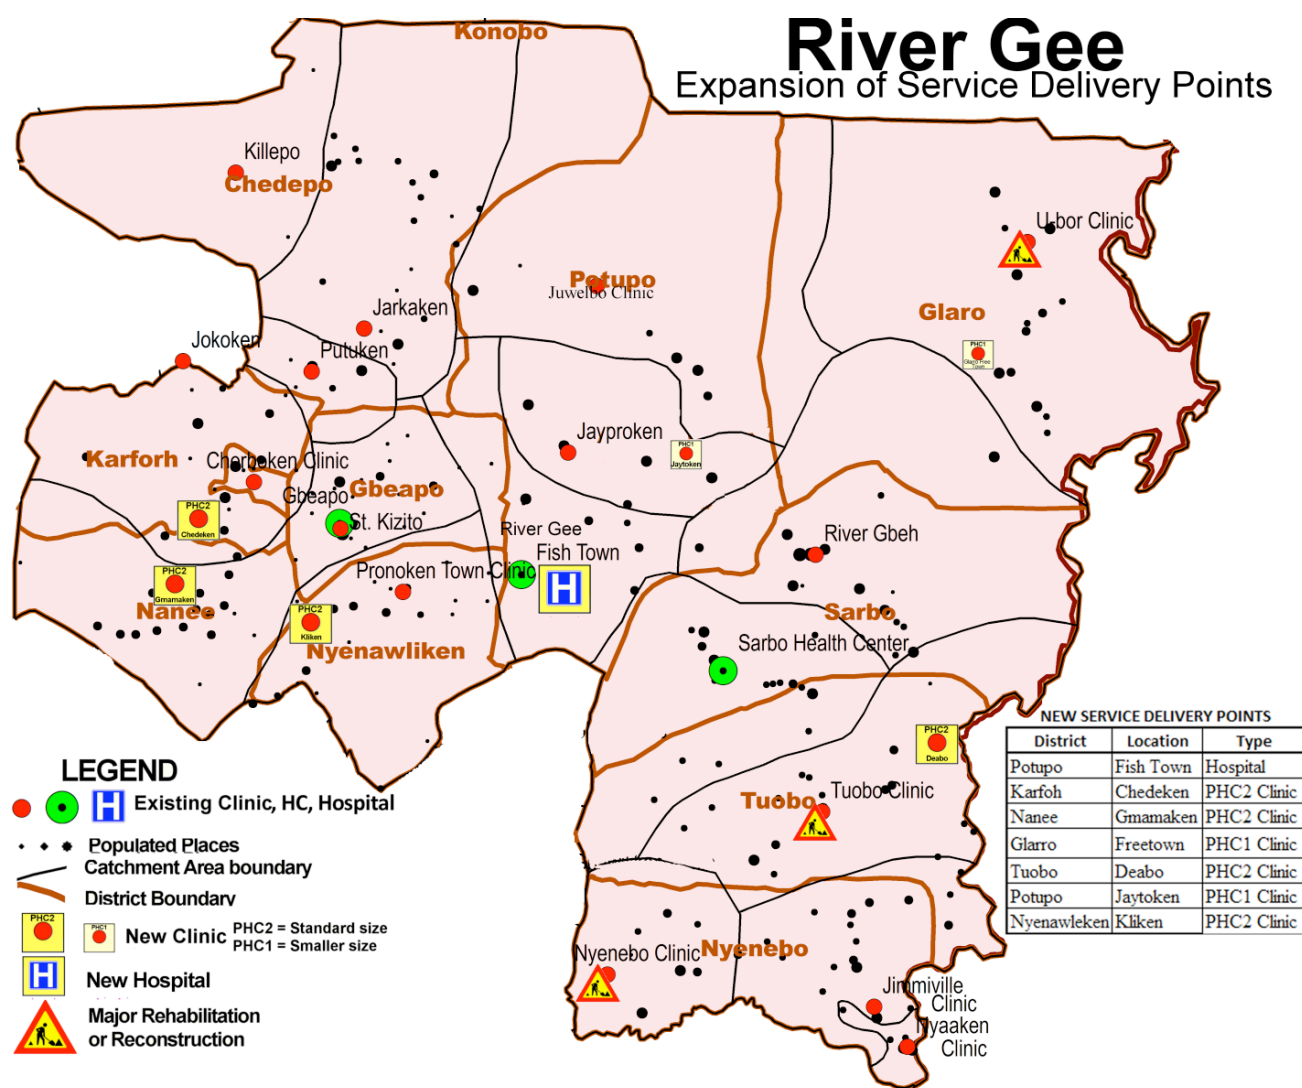 River Gee
Expansion of Service Delivery Points
Konobo
Killepo
Chedepo
U-bor Clinic
Potupo
Juwelbo Clinic
Glaro
Jarkaken
Jokoken
Putuken
PHC1
Glarro Free Town
Jayproken
PHC1
Jaytoken
Karforh
Cherboken Clinic
Gbeapo
Gbeapo
St. Kizito
PHC2
Chedeken
River Gee
Fish Town
H
River Gbeh
Pronoken Town Clinic
PHC2
Gmamaken
Nanee
PHC2
Kliken
Nyenawliken
Sarbo
Sarbo Health Center
PHC2
Deabo
Tuobo
Tuobo Clinic
Nyenebo Clinic
Nyenebo
Jimmiville
Clinic
Nyaaken
Clinic
NEW SERVICE DELIVERY POINTS
District Location Type
Potupo Fish Town Hospital
Karfoh Chedeken PHC2 Clinic
Nanee Gmamaken PHC2 Clinic
Glarro Freetown PHC1 Clinic
Tuobo Deabo PHC2 Clinic
Potupo Jaytoken PHC1 Clinic
Nyenawleken Kliken PHC2 Clinic
LEGEND
H Existing Clinic, HC, Hospital
Populated Places
Catchment Area boundary
District Boundary
PHC2 PHC1 New Clinic PHC2 = Standard size
PHC1 = Smaller size
H New Hospital
Major Rehabilitation
or Reconstruction